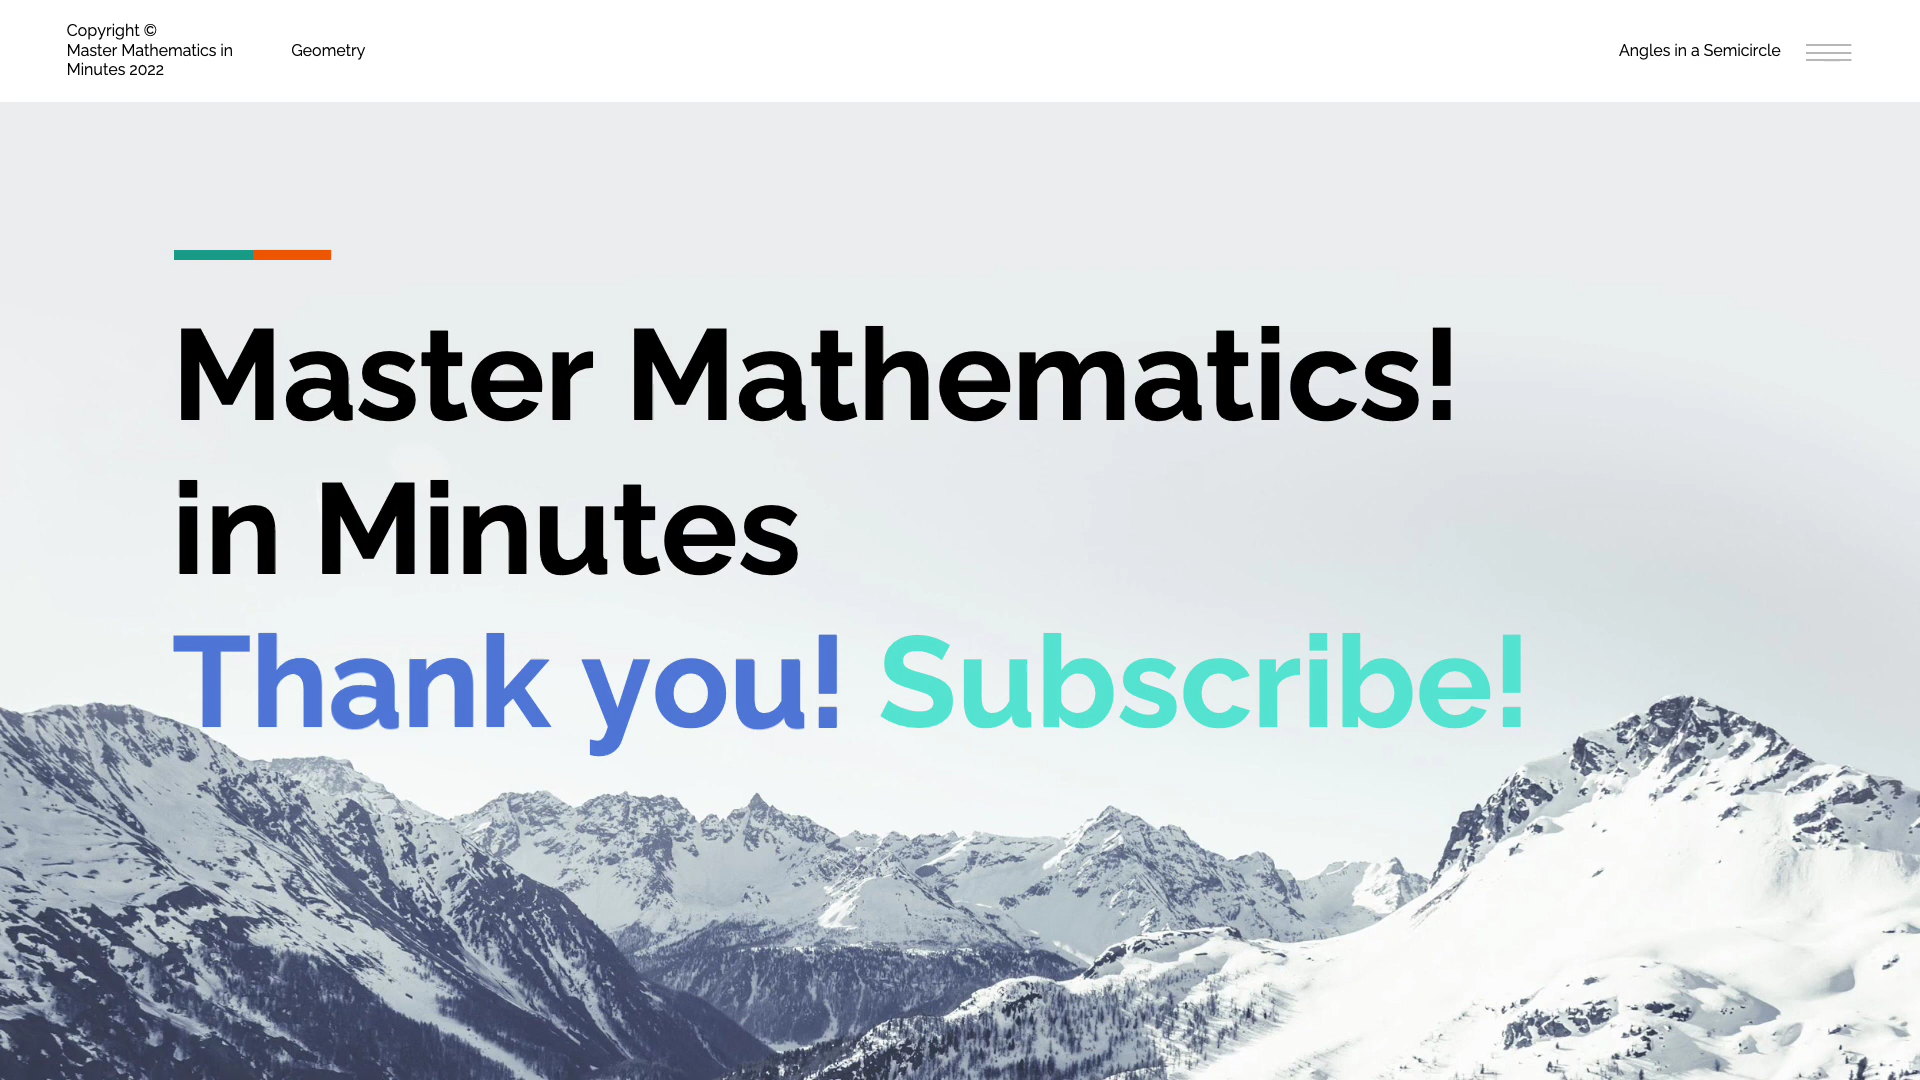 Copyright ©
Master Mathematics in
Minutes 2022
Geometry
Angles in a Semicircle
Master Mathematics!
in Minutes
Thank you! Subscribe!